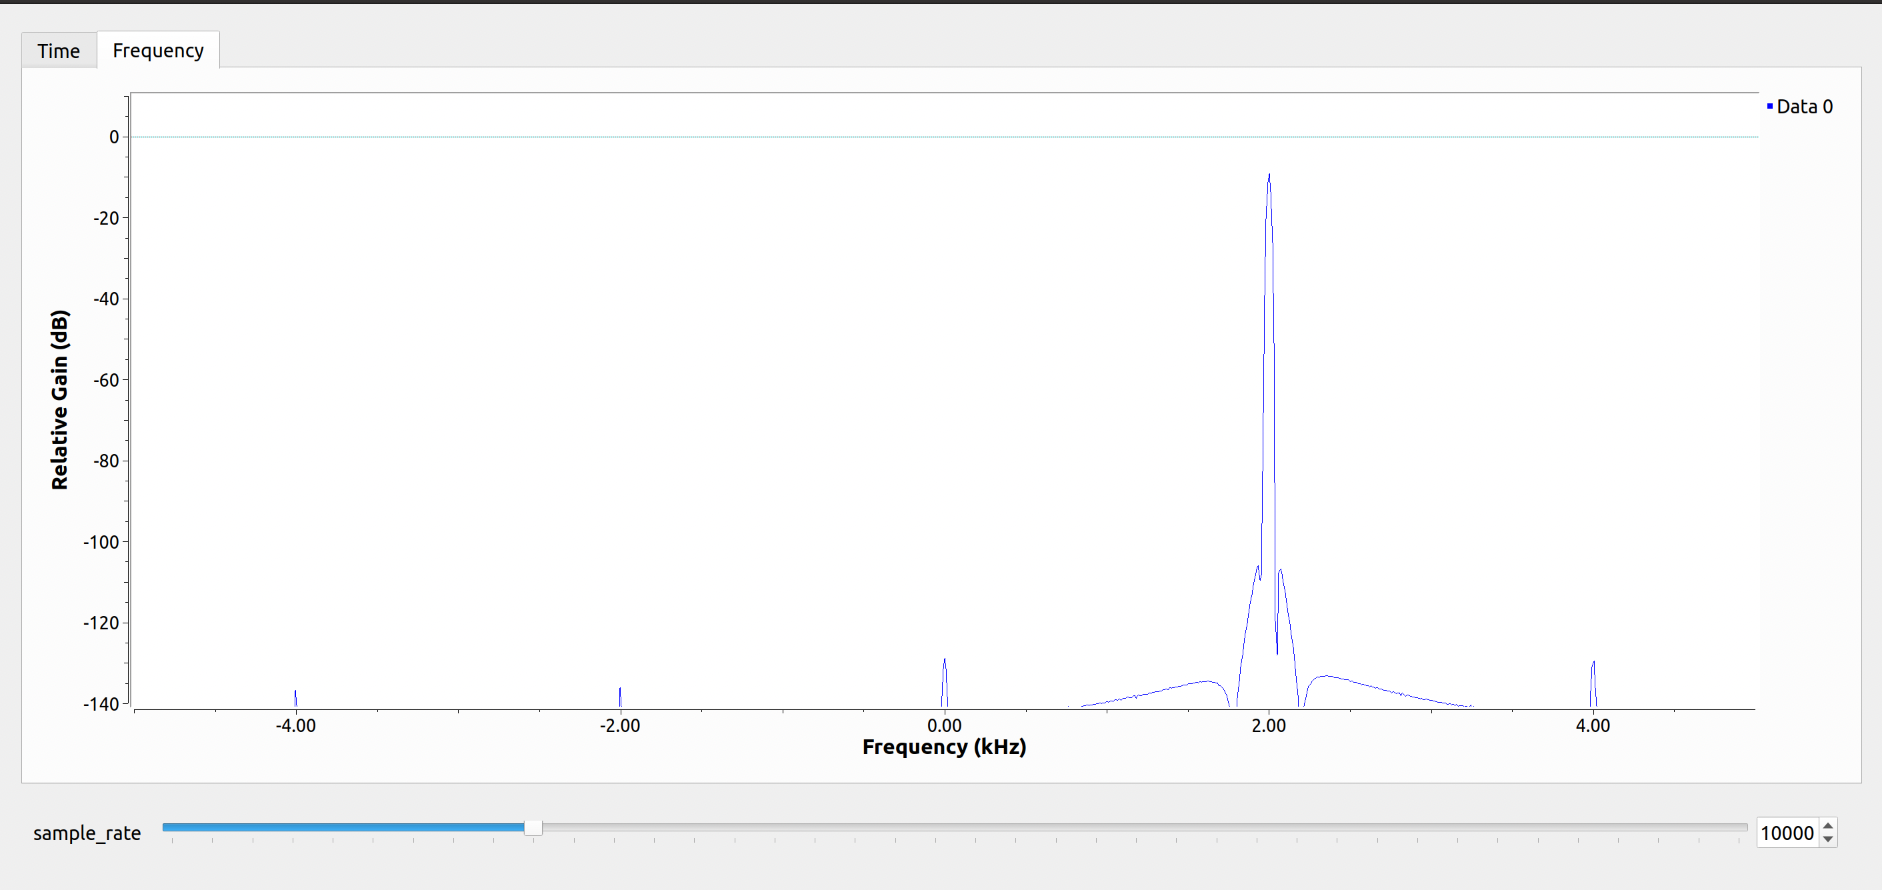 Time
Frequency
Data 0
0
-20
-40
-60
-80
-100
-120
-140
Relative Gain (dB)
-4.00
-2.00
0.00
2.00
4.00
Frequency (kHz)
sample_rate
10000